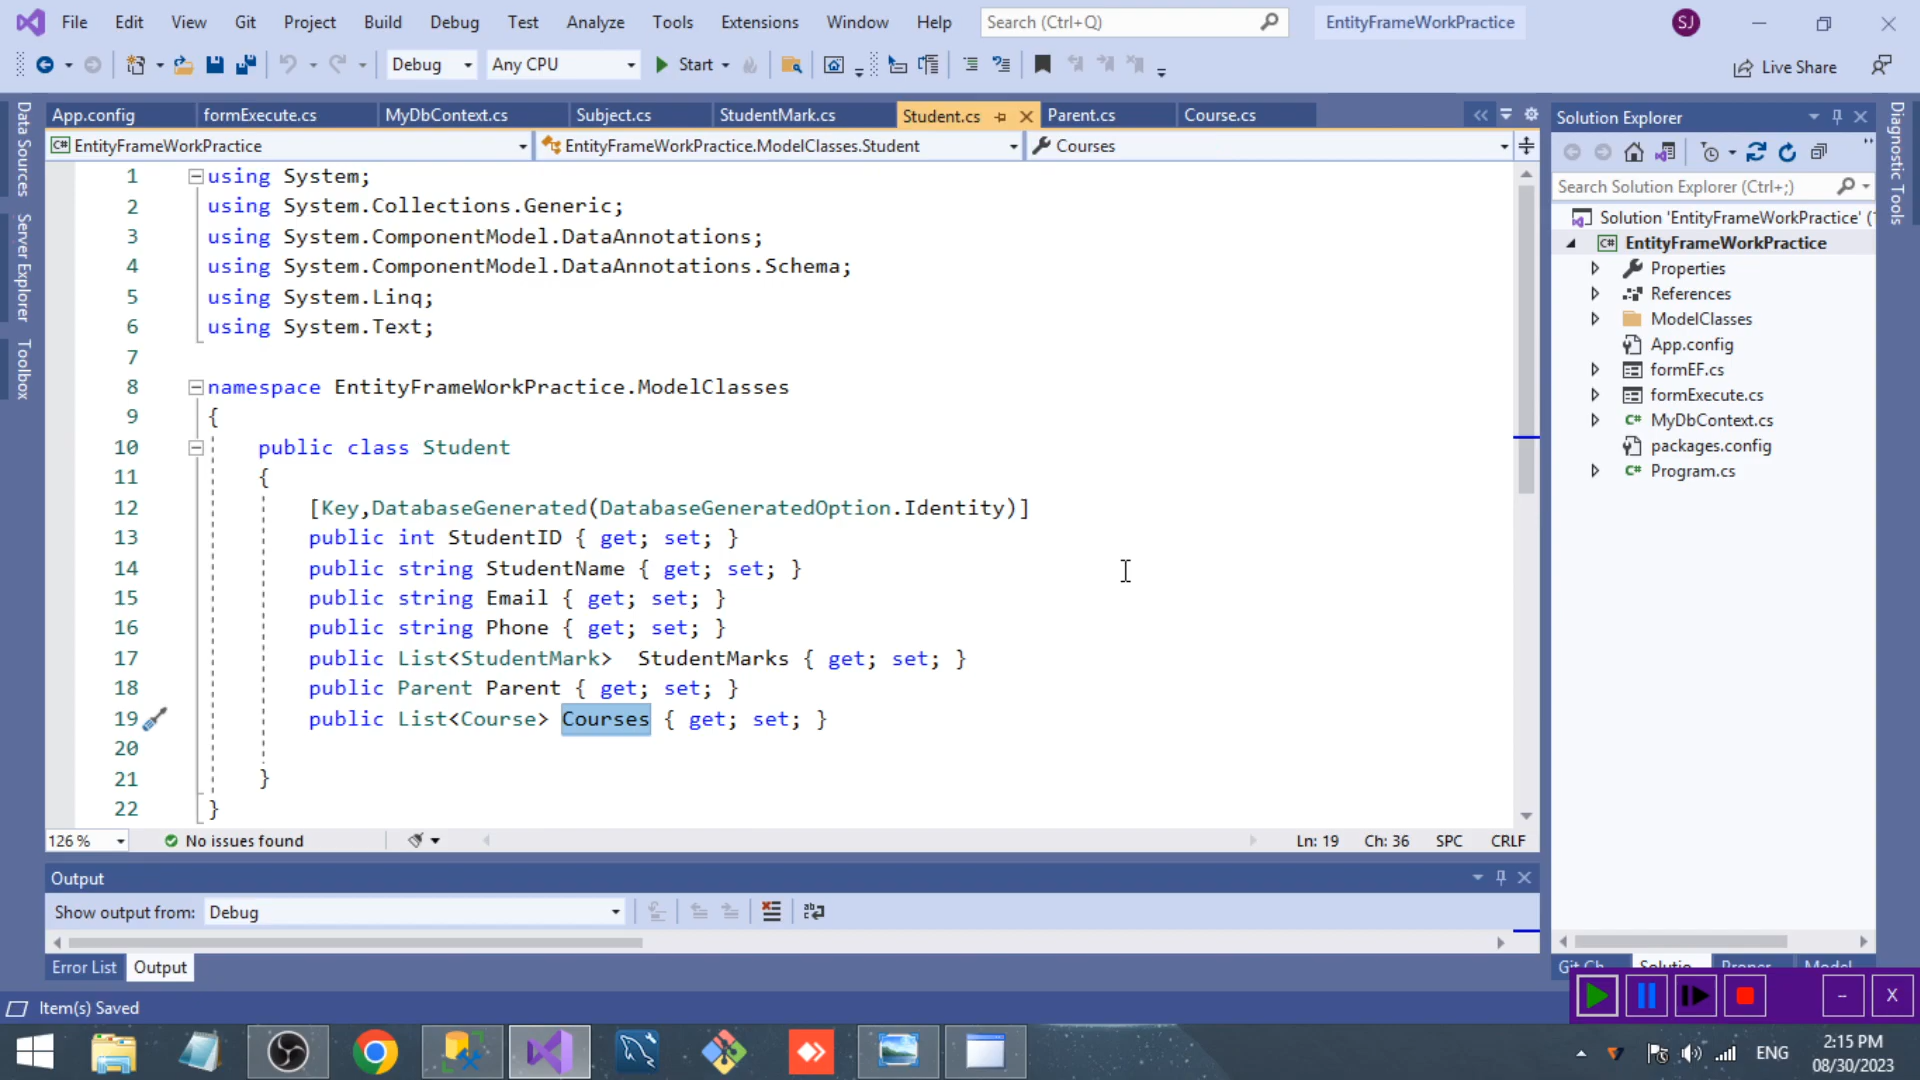 File Edit View Git Project Build Debug Test Analyze Tools Extensions Window Help Search (Ctrl+Q) EntityFrameWorkPractice SJ
Debug Any CPU Start Live Share
App.config formExecute.cs MyDbContext.cs Subject.cs StudentMark.cs Student.cs Parent.cs Course.cs
EntityFrameWorkPractice EntityFrameWorkPractice.ModelClasses.Student Courses
1 using System;
2 using System.Collections.Generic;
3 using System.ComponentModel.DataAnnotations;
4 using System.ComponentModel.DataAnnotations.Schema;
5 using System.Linq;
6 using System.Text;
7
8 namespace EntityFrameWorkPractice.ModelClasses
9 {
10 public class Student
11 {
12 [Key,DatabaseGenerated(DatabaseGeneratedOption.Identity)]
13 public int StudentID { get; set; }
14 public string StudentName { get; set; }
15 public string Email { get; set; }
16 public string Phone { get; set; }
17 public List<StudentMark>  StudentMarks { get; set; }
18 public Parent Parent { get; set; }
19 public List<Course> Courses { get; set; }
20
21 }
22 }
126 % No issues found Ln: 19 Ch: 36 SPC CRLF
Output
Show output from: Debug
Error List Output
Item(s) Saved
Data Sources
Server Explorer
Toolbox
Solution Explorer
Search Solution Explorer (Ctrl+;)
Solution 'EntityFrameWorkPractice' (
EntityFrameWorkPractice
Properties
References
ModelClasses
App.config
formEF.cs
formExecute.cs
MyDbContext.cs
packages.config
Program.cs
Diagnostic Tools
X
ENG
2:15 PM
08/30/2023